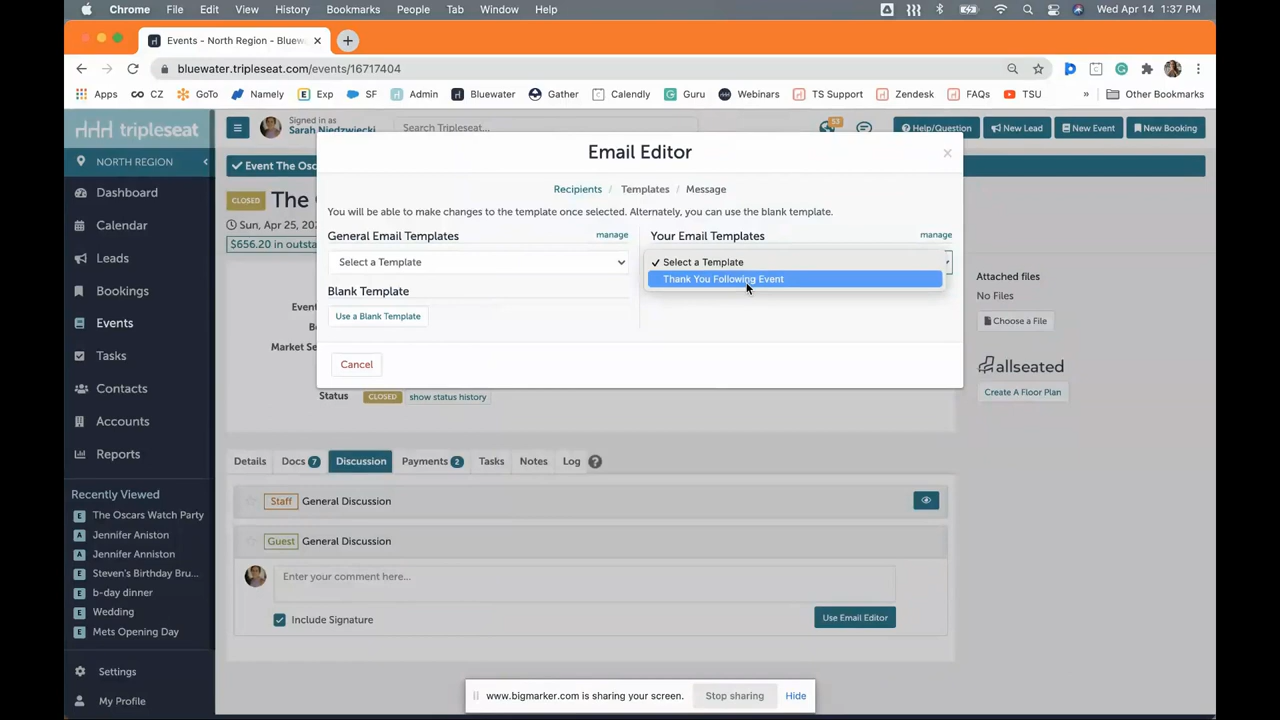 Chrome File Edit View History Bookmarks People Tab Window Help Wed Apr 14 1:37 PM
Events - North Region - Bluew
bluewater.tripleseat.com/events/16717404
Apps CZ GoTo Namely Exp SF Admin Bluewater Gather Calendly Guru Webinars TS Support Zendesk FAQs TSU » Other Bookmarks
tripleseat
Signed in as
Sarah Niedzwiecki
Search Tripleseat...
53
Help/Question New Lead New Event New Booking
NORTH REGION
Dashboard
Calendar
Leads
Bookings
Events
Tasks
Contacts
Accounts
Reports
Recently Viewed
E The Oscars Watch Party
A Jennifer Aniston
A Jennifer Anniston
E Steven's Birthday Bru...
E b-day dinner
E Wedding
E Mets Opening Day
Settings
My Profile
Event The Os
CLOSED The
Sun, Apr 25, 202
$656.20 in outsta
Event
Be
Market Se
Email Editor
×
Recipients / Templates / Message
You will be able to make changes to the template once selected. Alternately, you can use the blank template.
General Email Templates manage
Select a Template
Blank Template
Use a Blank Template
Your Email Templates manage
✓ Select a Template
Thank You Following Event
Cancel
Status CLOSED show status history
Attached files
No Files
Choose a File
allseated
Create A Floor Plan
Details Docs 7 Discussion Payments 2 Tasks Notes Log ?
Staff General Discussion
Guest General Discussion
Enter your comment here...
Include Signature
Use Email Editor
www.bigmarker.com is sharing your screen. Stop sharing Hide